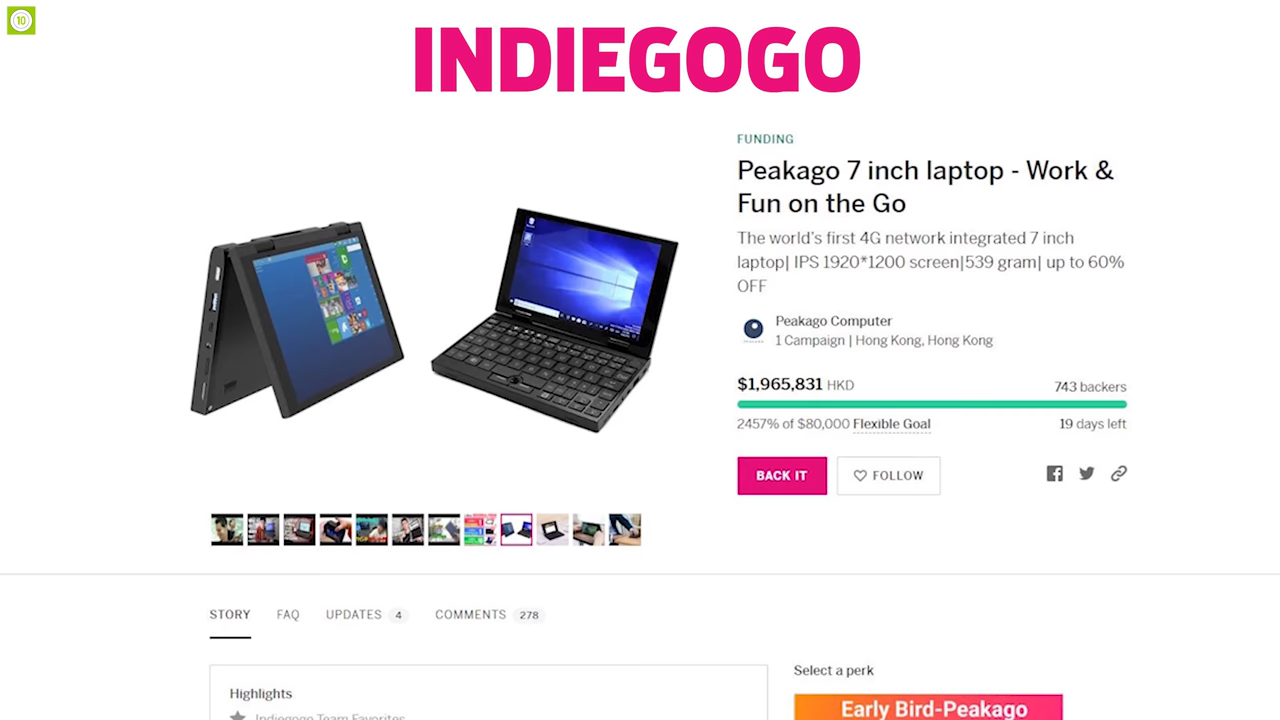 10
INDIEGOGO
FUNDING
Peakago 7 inch laptop - Work &
Fun on the Go
The world's first 4G network integrated 7 inch
laptop| IPS 1920*1200 screen|539 gram| up to 60%
OFF
Peakago Computer
1 Campaign | Hong Kong, Hong Kong
$1,965,831 HKD
743 backers
2457% of $80,000 Flexible Goal
19 days left
BACK IT
FOLLOW
STORY
FAQ
UPDATES 4
COMMENTS 278
Highlights
Indiegogo Team Favorites
Select a perk
Early Bird-Peakago